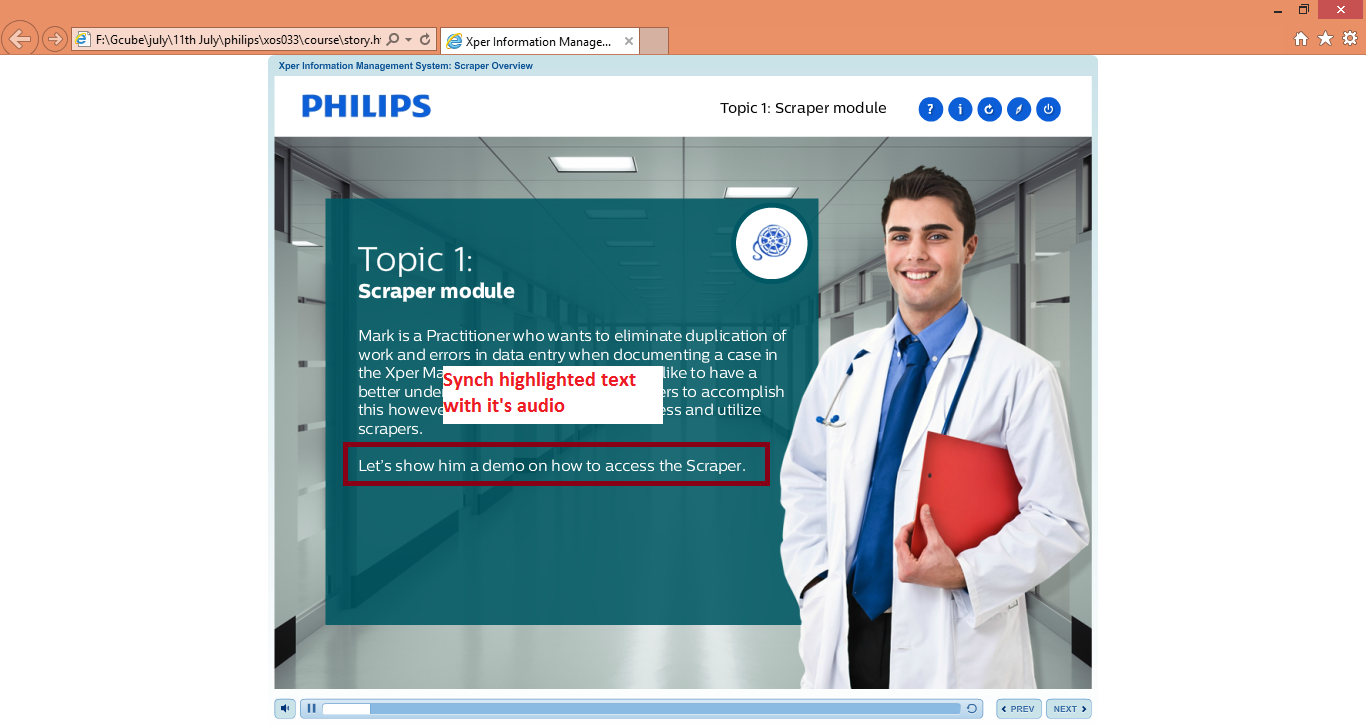 F:\Gcube\july\11th July\philips\xos033\course\story.h
Xper Information Manage...
Xper Information Management System: Scraper Overview
PHILIPS
Topic 1: Scraper module
? i
Topic 1:
Scraper module
Mark is a Practitioner who wants to eliminate duplication of
work and errors in data entry when documenting a case in
the Xper Ma like to have a
better under ers to accomplish
this howeve ess and utilize
scrapers.
Synch highlighted text
with it's audio
Let's show him a demo on how to access the Scraper.
PREV NEXT